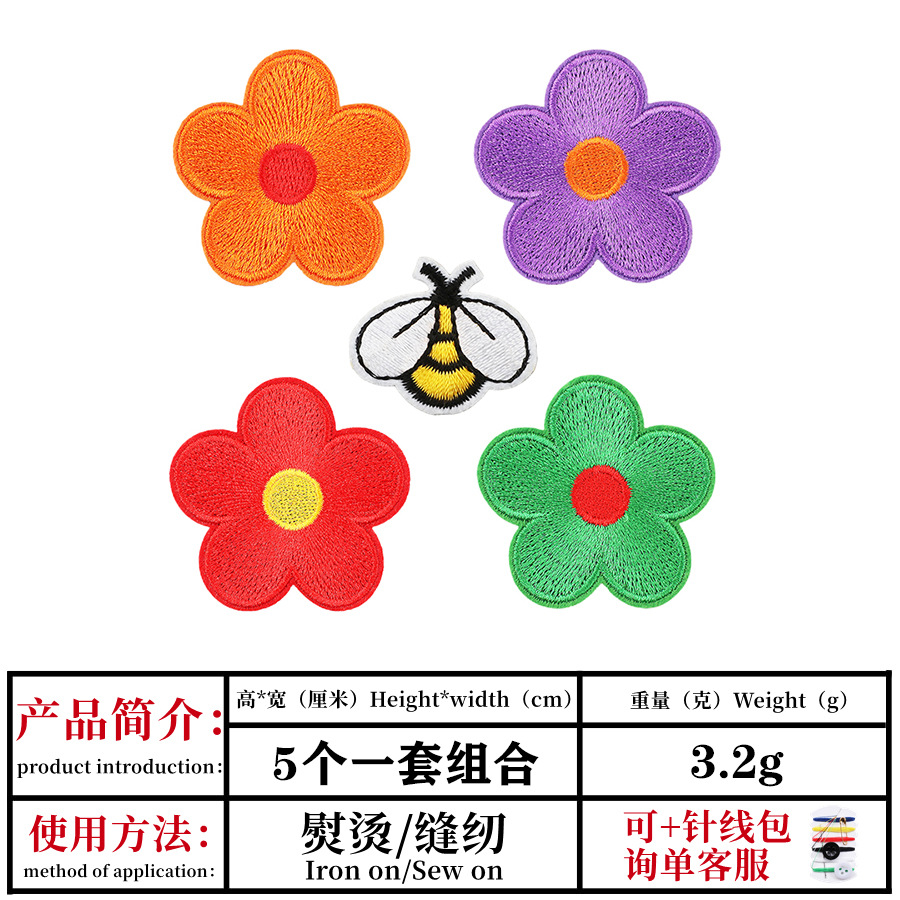 产品简介:
product introduction:
高*宽（厘米）Height*width（cm）
重量（克）Weight（g）
5个一套组合
3.2g
使用方法:
method of application:
熨烫/缝纫
Iron on/Sew on
可+针线包
询单客服